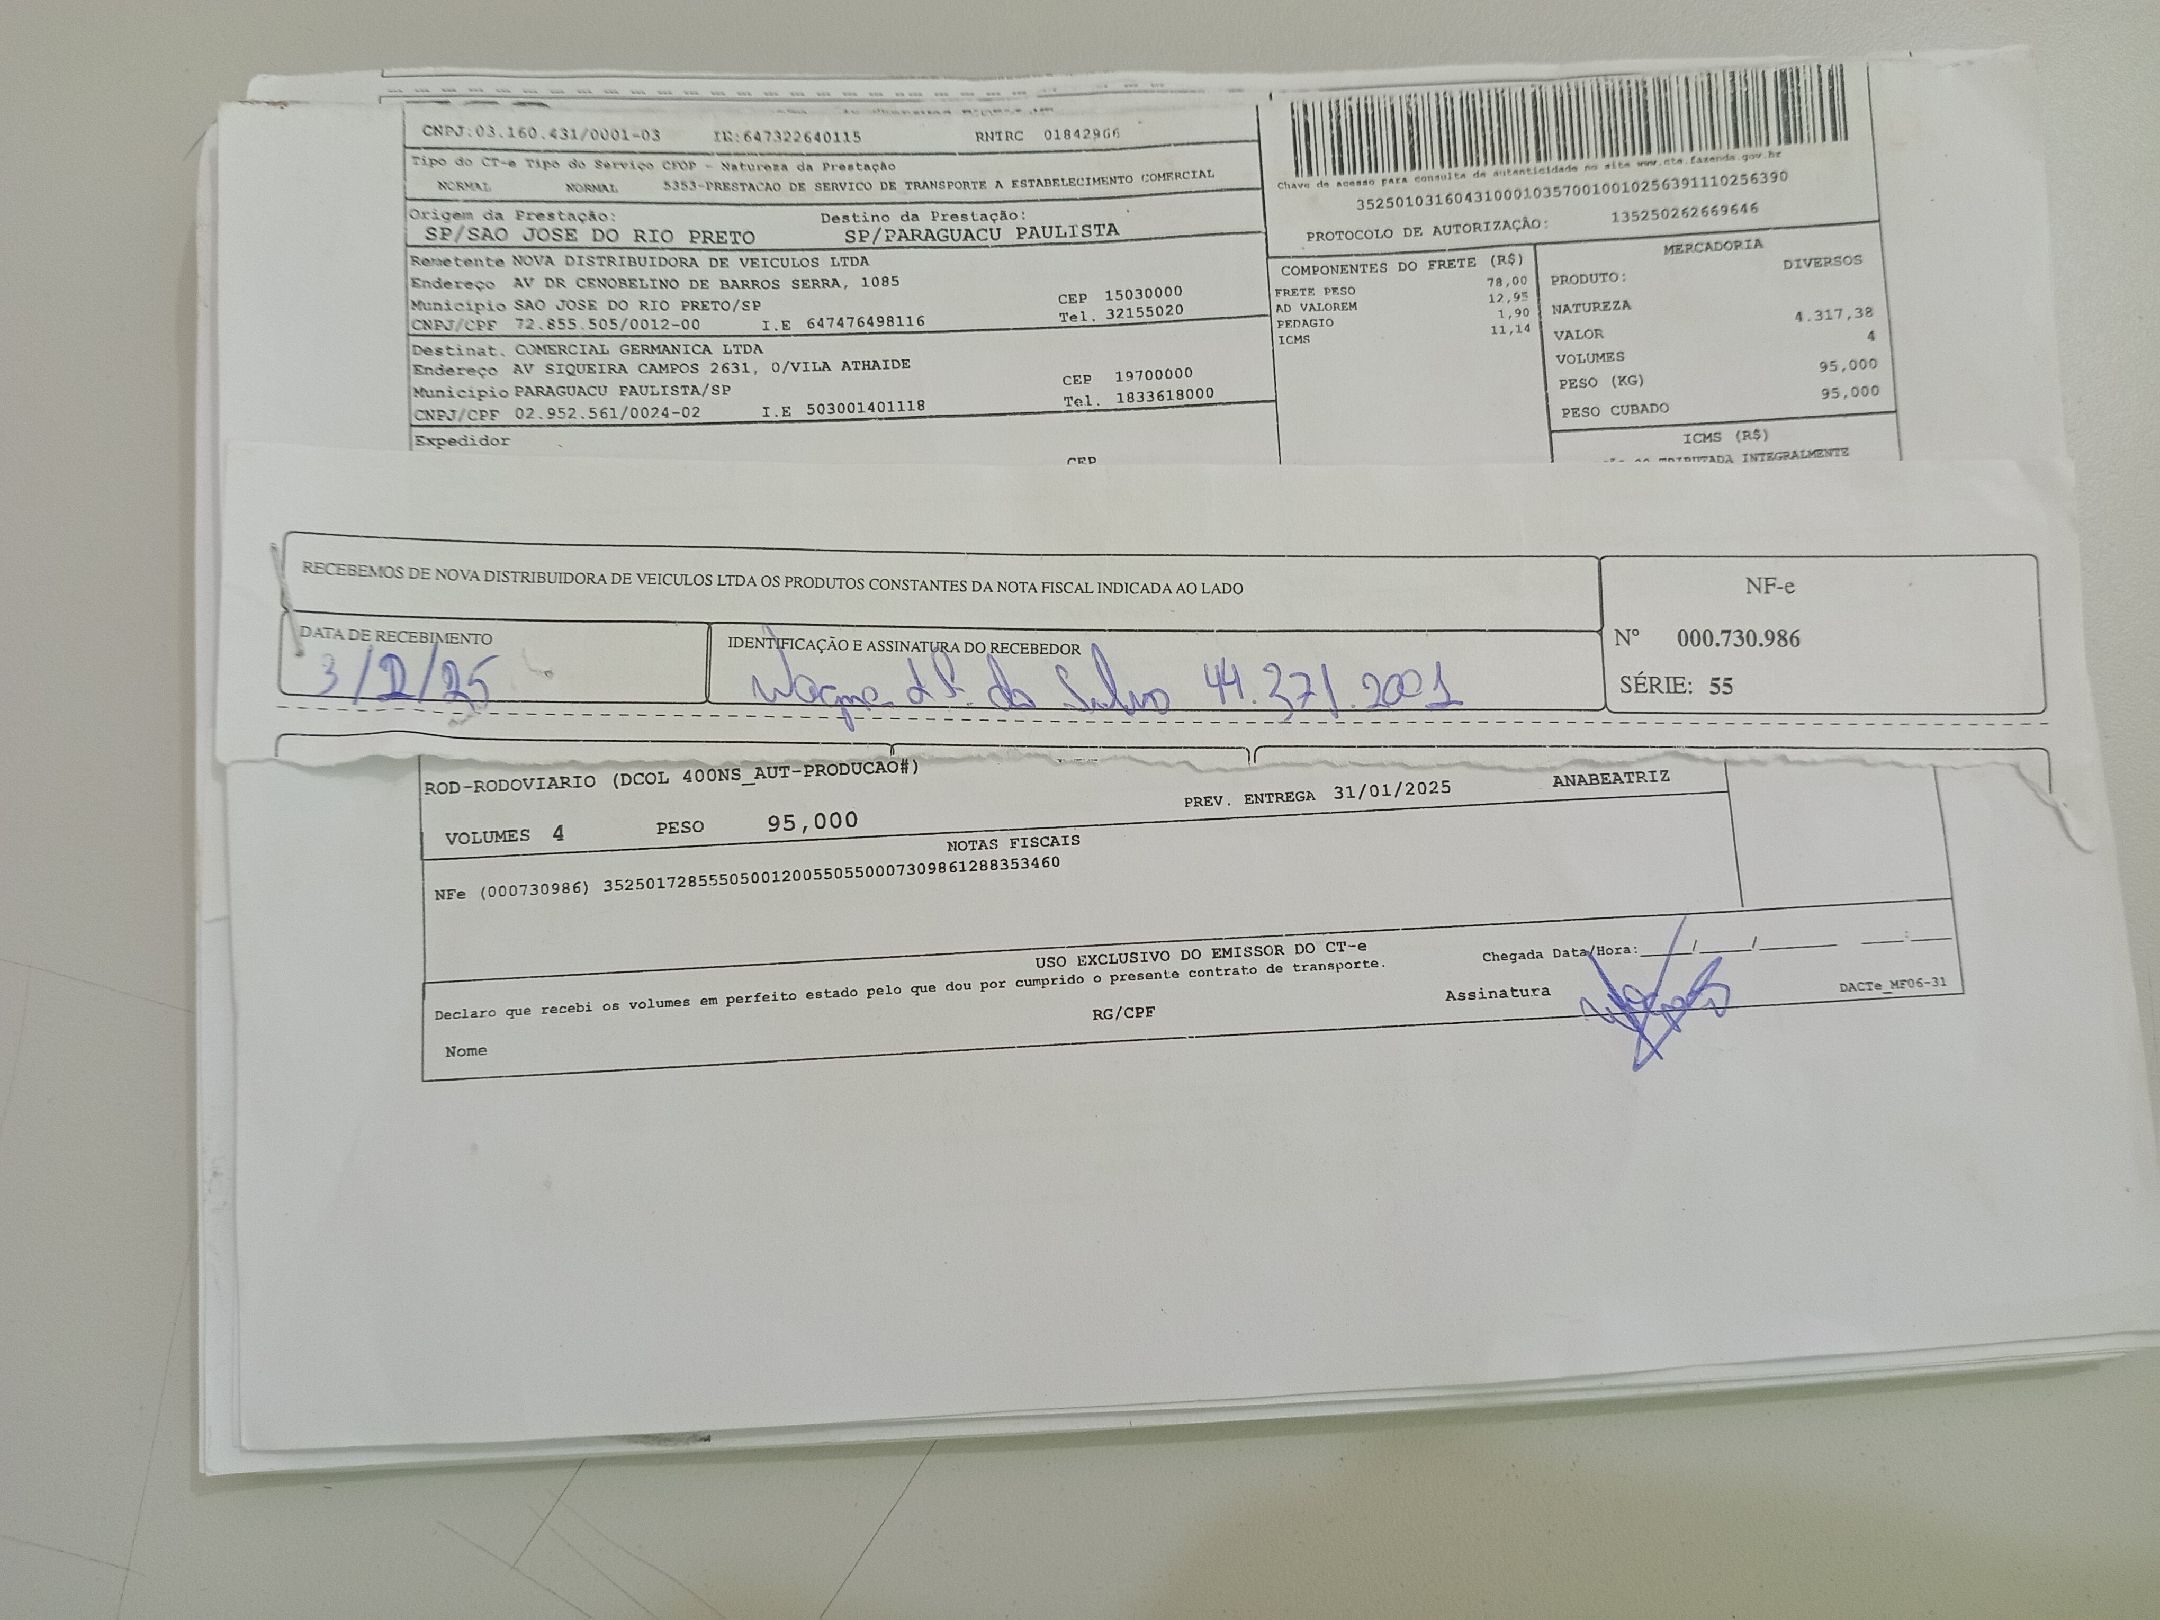 CNPJ:03.160.431/0001-03 IE:647322640115 RNTRC 01842966
Tipo do CT-e Tipo do Serviço CFOP - Natureza da Prestação
NORMAL NORMAL 5353-PRESTACAO DE SERVICO DE TRANSPORTE A ESTABELECIMENTO COMERCIAL
Origem da Prestação: Destino da Prestação:
SP/SAO JOSE DO RIO PRETO SP/PARAGUACU PAULISTA
Remetente NOVA DISTRIBUIDORA DE VEICULOS LTDA
Endereço AV DR CENOBELINO DE BARROS SERRA, 1085
Município SAO JOSE DO RIO PRETO/SP CEP 15030000
CNPJ/CPF 72.855.505/0012-00 I.E 647476498116 Tel. 32155020
Destinat. COMERCIAL GERMANICA LTDA
Endereço AV SIQUEIRA CAMPOS 2631, 0/VILA ATHAIDE
Município PARAGUACU PAULISTA/SP CEP 19700000
CNPJ/CPF 02.952.561/0024-02 I.E 503001401118 Tel. 1833618000
Expedidor
CEP
Chave de acesso para consulta de autenticidade no site www.cte.fazenda.gov.br
35250103160431000103570010010256391110256390
PROTOCOLO DE AUTORIZAÇÃO: 135250262669646
COMPONENTES DO FRETE (R$)
FRETE PESO 78,00
AD VALOREM 12,95
PEDAGIO 1,90
ICMS 11,14
MERCADORIA
PRODUTO: DIVERSOS
NATUREZA
VALOR 4.317,38
VOLUMES 4
PESO (KG) 95,000
PESO CUBADO 95,000
ICMS (R$)
TRIBUTADA INTEGRALMENTE
RECEBEMOS DE NOVA DISTRIBUIDORA DE VEICULOS LTDA OS PRODUTOS CONSTANTES DA NOTA FISCAL INDICADA AO LADO
DATA DE RECEBIMENTO
3/2/25
IDENTIFICAÇÃO E ASSINATURA DO RECEBEDOR
da Silva 44.371.2001
NF-e
Nº 000.730.986
SÉRIE: 55
ROD-RODOVIARIO (DCOL 400NS_AUT-PRODUCAO#)
VOLUMES 4 PESO 95,000 PREV. ENTREGA 31/01/2025 ANABEATRIZ
NOTAS FISCAIS
NFe (000730986) 35250172855505001200550550007309861288353460
USO EXCLUSIVO DO EMISSOR DO CT-e
Declaro que recebi os volumes em perfeito estado pelo que dou por cumprido o presente contrato de transporte.
Chegada Data/Hora:____/____/______ ___:___
Nome RG/CPF Assinatura
DACTe_MF06-31